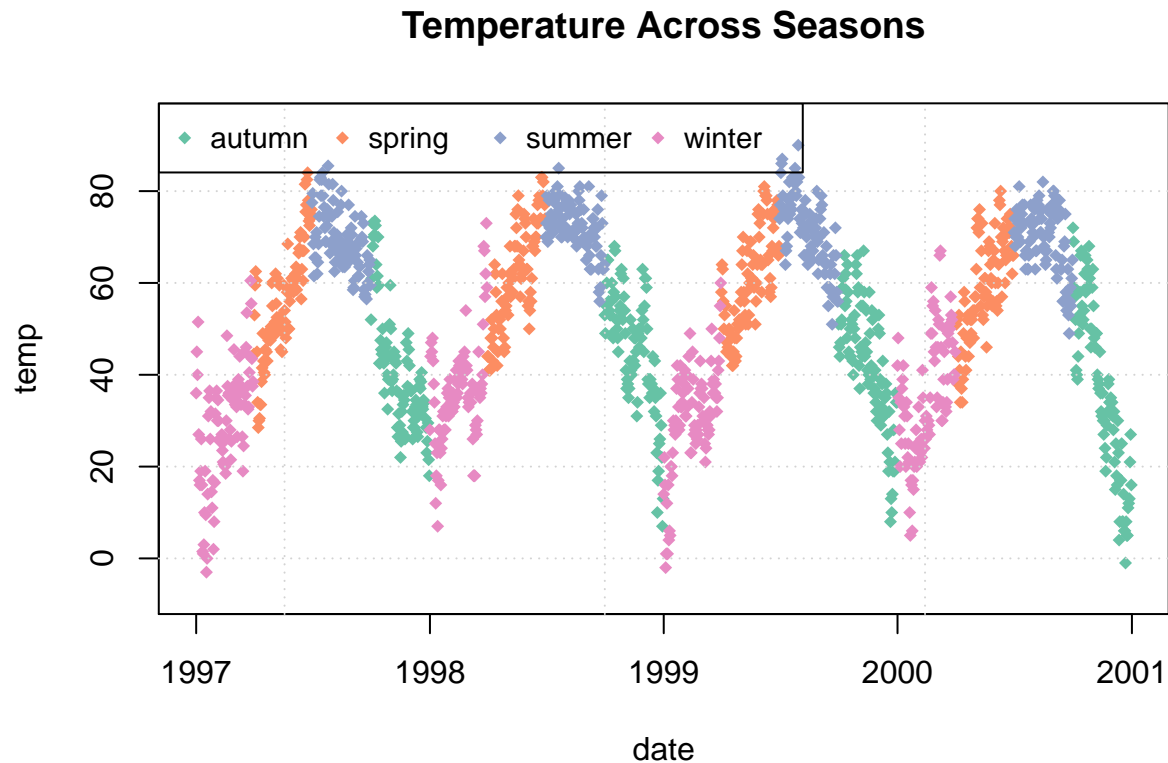 Temperature Across Seasons
autumn spring summer winter
temp
80
60
40
20
0
1997 1998 1999 2000 2001
date